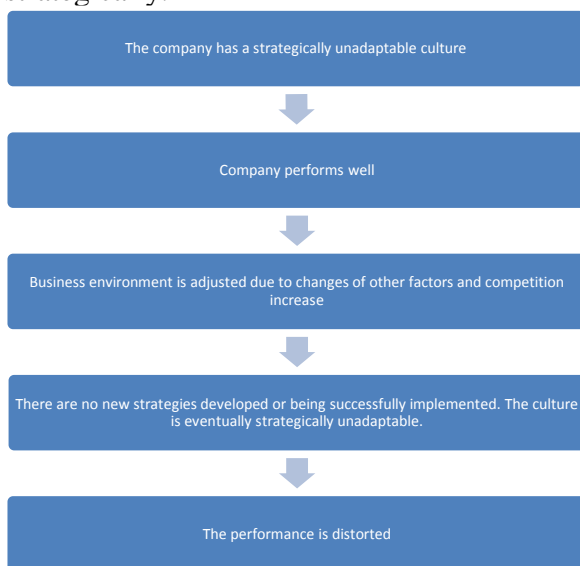 The company has a strategically unadaptable culture
Company performs well
Business environment is adjusted due to changes of other factors and competition
increase
There are no new strategies developed or being successfully implemented. The culture
is eventually strategically unadaptable.
The performance is distorted